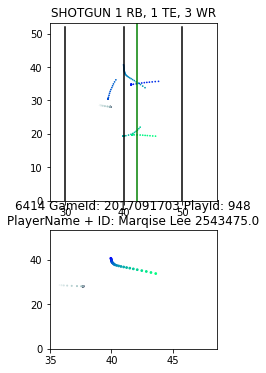 SHOTGUN 1 RB, 1 TE, 3 WR
50
40
30
20
10
0
30 40 50
6414 GameId: 2017091703 PlayId: 948
PlayerName + ID: Marqise Lee 2543475.0
40
20
0
35 40 45